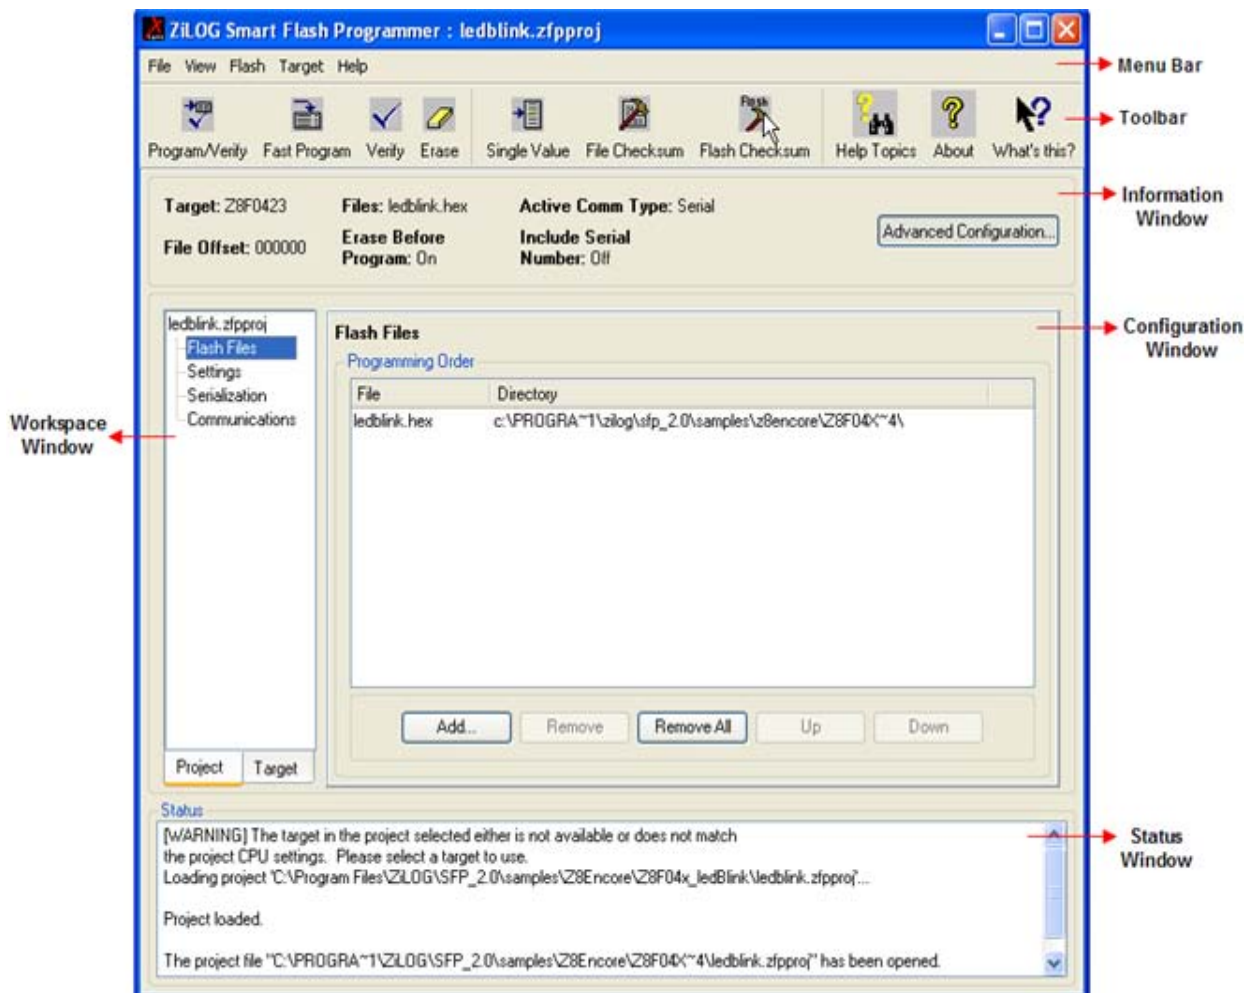 ZiLOG Smart Flash Programmer : ledblink.zfpproj
File View Flash Target Help
Menu Bar
Flash
Program/Verify Fast Program Verify Erase Single Value File Checksum Flash Checksum Help Topics About What's this?
Toolbar
Target: Z8F0423 Files: ledblink.hex Active Comm Type: Serial
File Offset: 000000
Erase Before
Program: On
Include Serial
Number: Off
Advanced Configuration...
Information
Window
ledblink.zfpproj
Flash Files
Settings
Serialization
Communications
Workspace
Window
Project Target
Flash Files
Programming Order
File Directory
ledblink.hex c:\PROGRA~1\zilog\sfp_2.0\samples\z8encore\Z8F04X~4\
Add... Remove Remove All Up Down
Configuration
Window
Status
[WARNING] The target in the project selected either is not available or does not match
the project CPU settings. Please select a target to use.
Loading project 'C:\Program Files\ZiLOG\SFP_2.0\samples\Z8Encore\Z8F04x_ledBlink\ledblink.zfpproj'...
Project loaded.
The project file "C:\PROGRA~1\ZiLOG\SFP_2.0\samples\Z8Encore\Z8F04X~4\ledblink.zfpproj" has been opened.
Status
Window